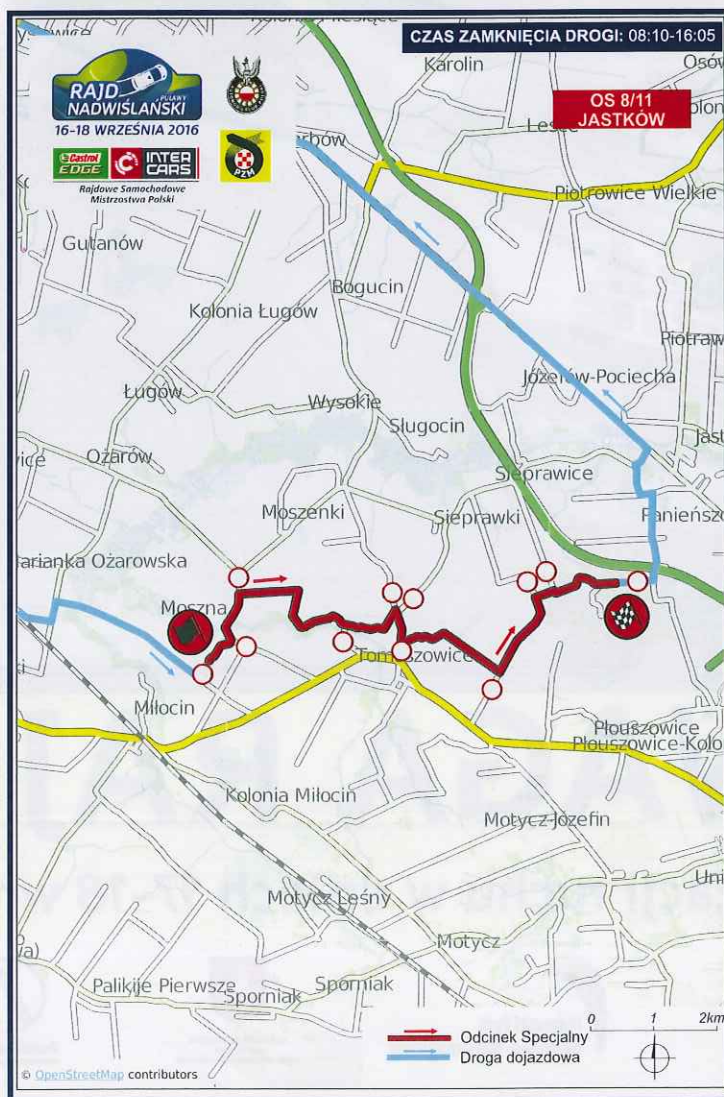 CZAS ZAMKNIĘCIA DROGI: 08:10-16:05
OS 8/11
JASTKÓW
RAJD
PUŁAWY
NADWIŚLAŃSKI
16-18 WRZEŚNIA 2016
Castrol
EDGE
INTER
CARS
PZM
Rajdowe Samochodowe
Mistrzostwa Polski
Karolin
Piotrowice Wielkie
Gutanów
Bogucin
Kolonia Ługów
Józefów-Pociecha
Ługów
Wysokie
Sługocin
Ożarów
Sieprawice
Moszenki
Sieprawki
Marianka Ożarowska
Moszna
Tomaszowice
Miłocin
Płouszowice
Płouszowice-Kolo
Kolonia Miłocin
Motycz-Józefin
Motycz Leśny
Motycz
Palikije Pierwsze
Sporniak
Sporniak
0 1 2km
Odcinek Specjalny
Droga dojazdowa
© OpenStreetMap contributors